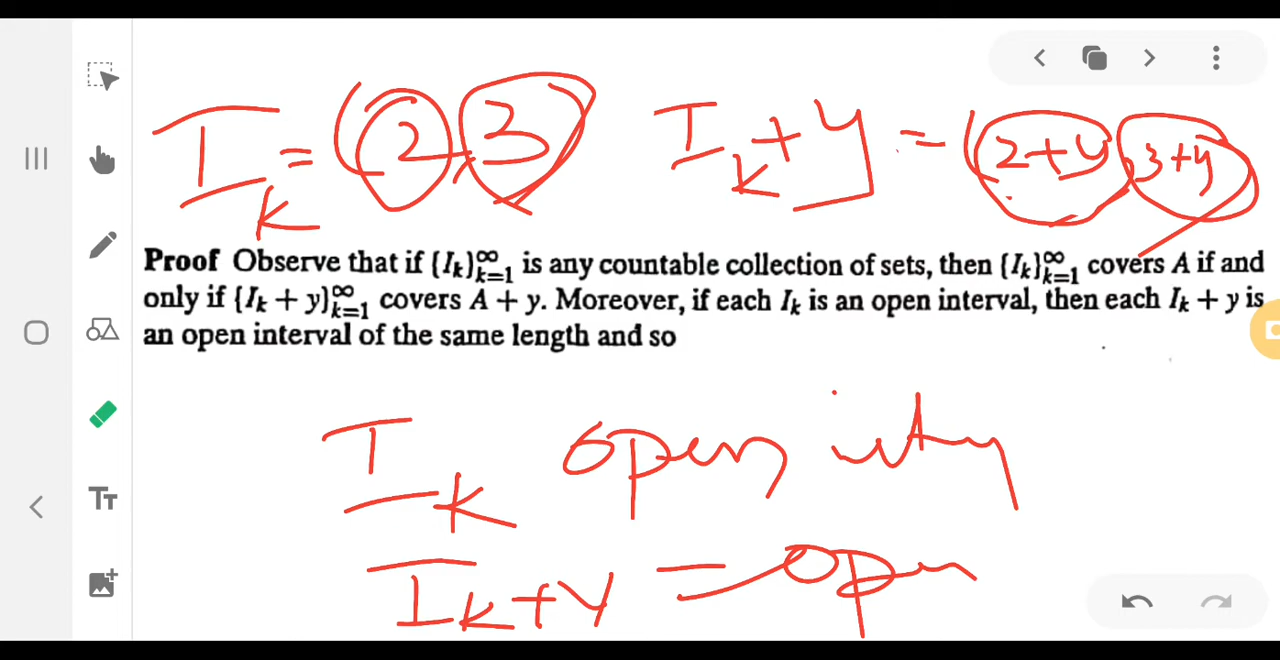 I_k = (2, 3) I_k + y = (2+y, 3+y)
Proof Observe that if {I_k}_{k=1}^∞ is any countable collection of sets, then {I_k}_{k=1}^∞ covers A if and
only if {I_k + y}_{k=1}^∞ covers A + y. Moreover, if each I_k is an open interval, then each I_k + y is
an open interval of the same length and so
I_k open
I_k+y = open
Tт